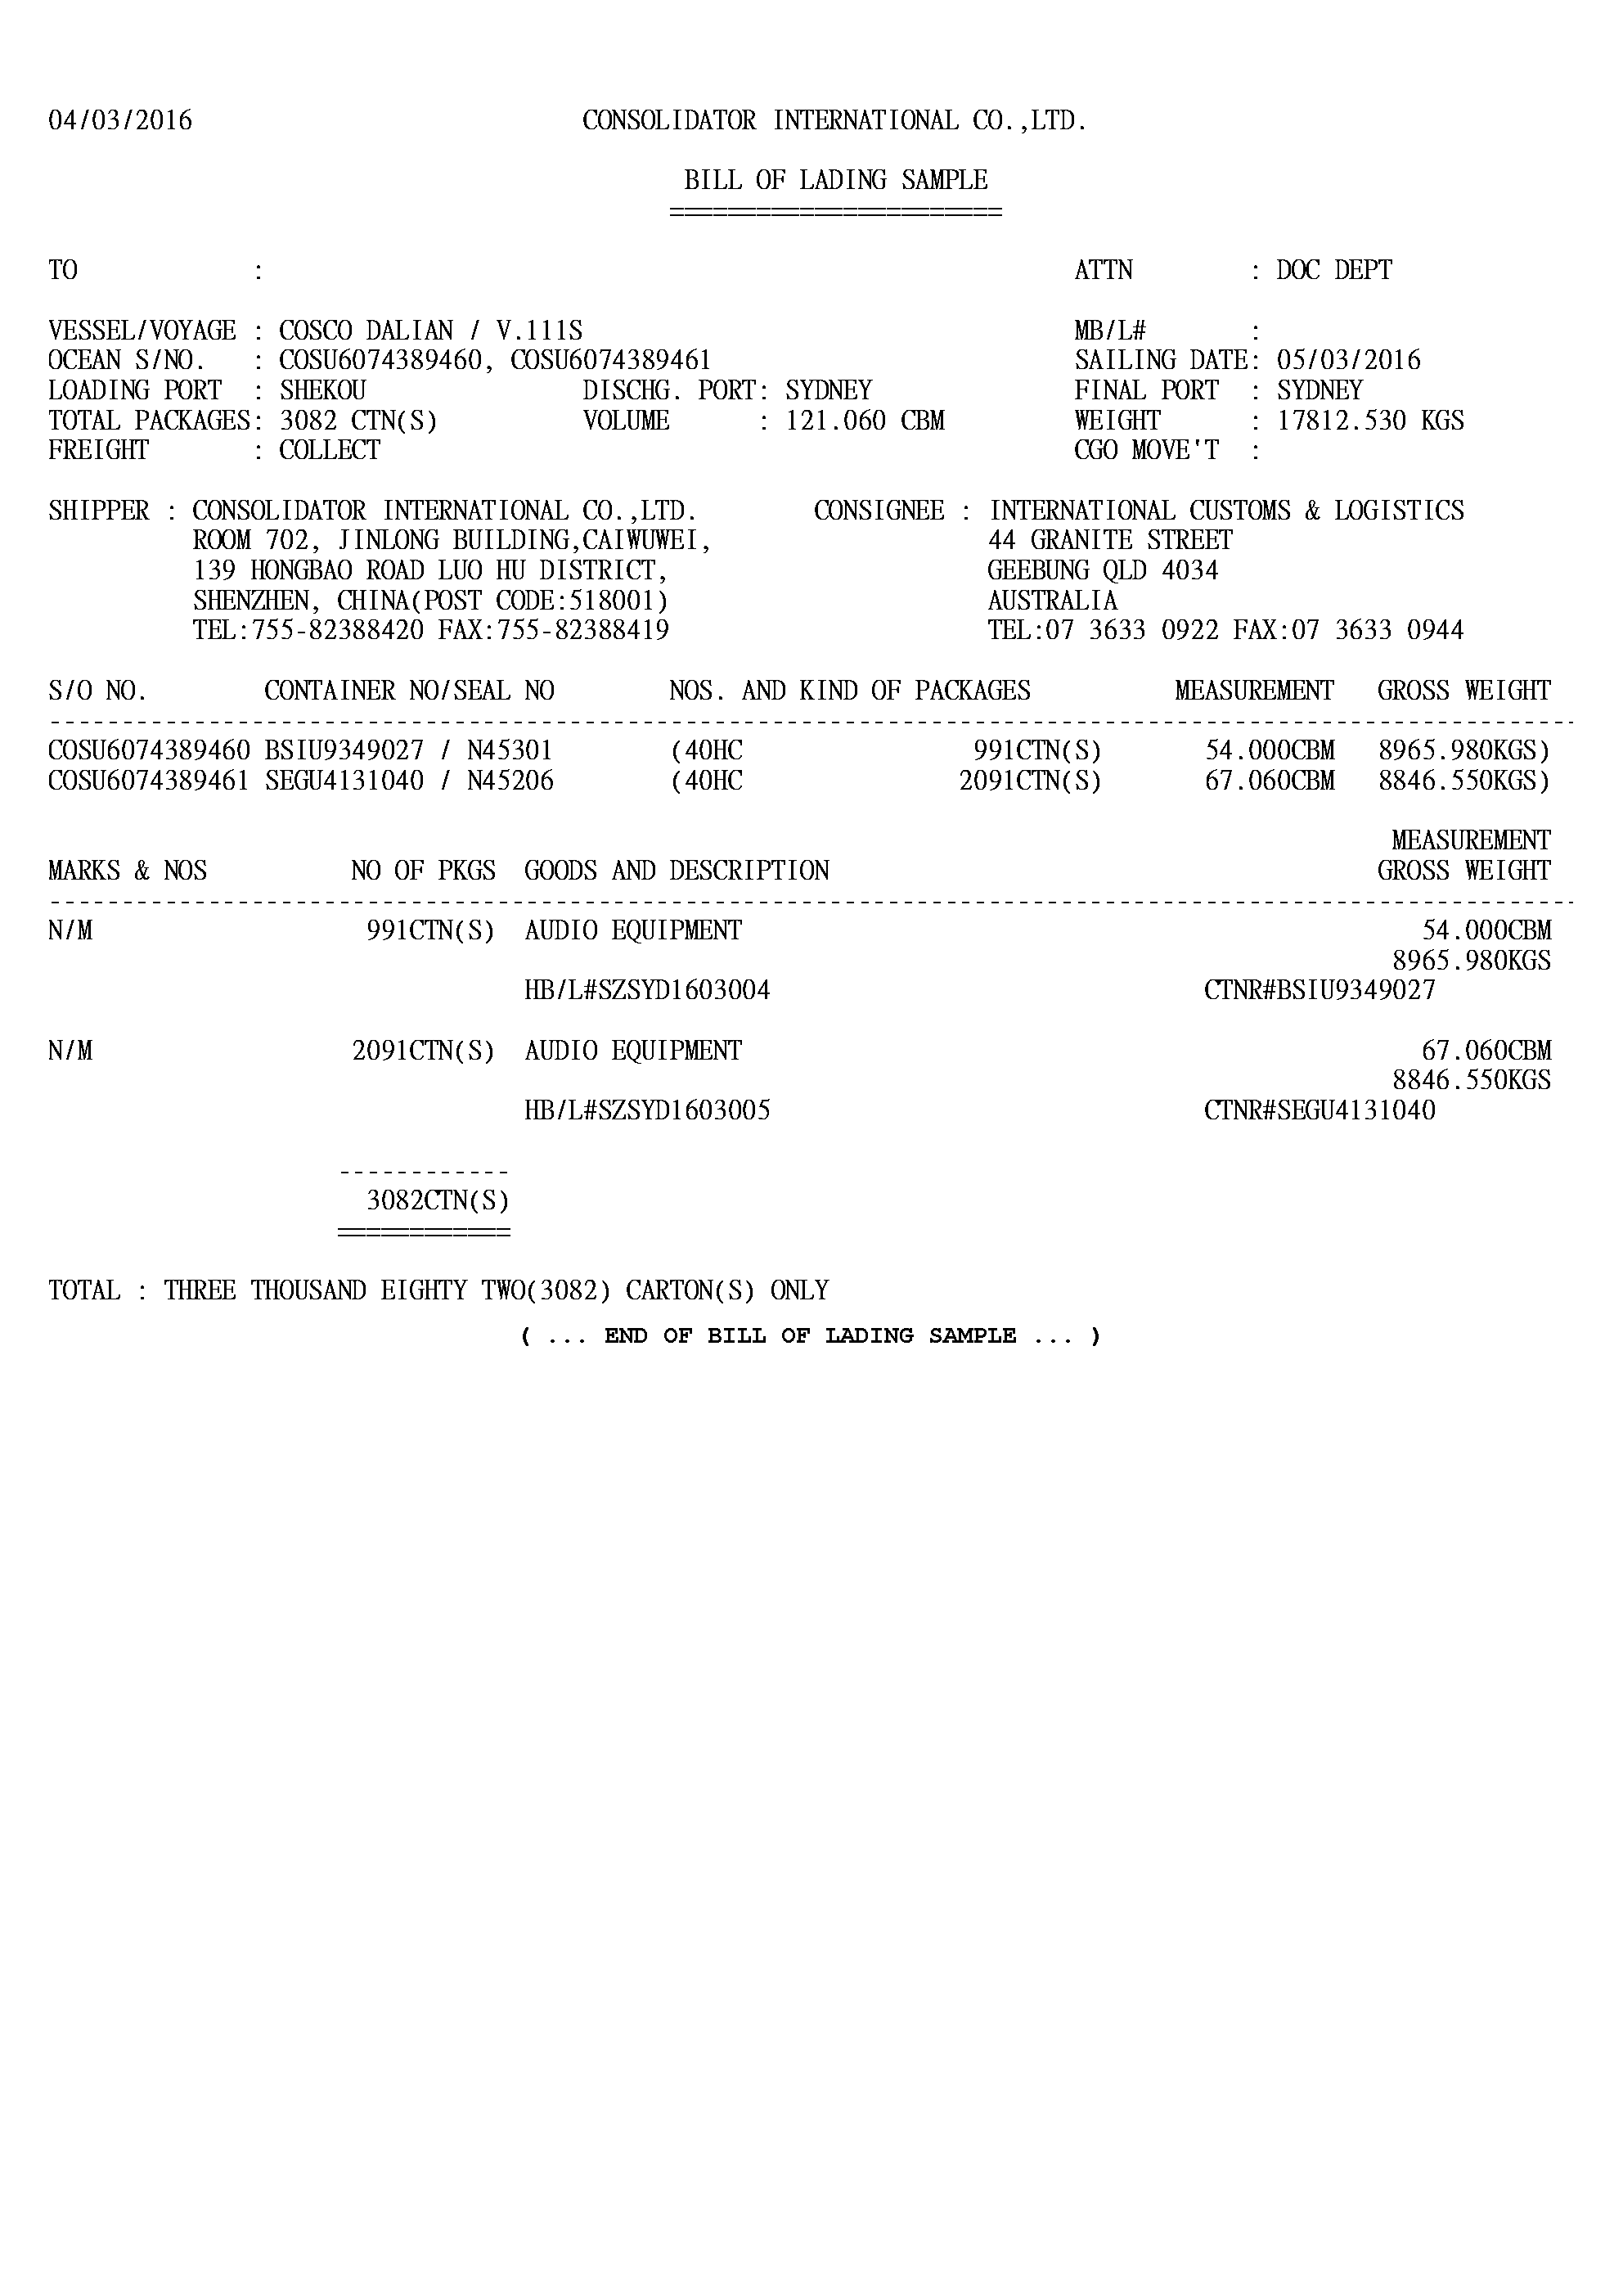 04/03/2016 CONSOLIDATOR INTERNATIONAL CO.,LTD.
BILL OF LADING SAMPLE
=======================
TO : ATTN : DOC DEPT
VESSEL/VOYAGE : COSCO DALIAN / V.111S MB/L# :
OCEAN S/NO. : COSU6074389460, COSU6074389461 SAILING DATE: 05/03/2016
LOADING PORT : SHEKOU DISCHG. PORT: SYDNEY FINAL PORT : SYDNEY
TOTAL PACKAGES: 3082 CTN(S) VOLUME : 121.060 CBM WEIGHT : 17812.530 KGS
FREIGHT : COLLECT CGO MOVE'T :
SHIPPER : CONSOLIDATOR INTERNATIONAL CO.,LTD. CONSIGNEE : INTERNATIONAL CUSTOMS & LOGISTICS
ROOM 702, JINLONG BUILDING,CAIWUWEI, 44 GRANITE STREET
139 HONGBAO ROAD LUO HU DISTRICT, GEEBUNG QLD 4034
SHENZHEN, CHINA(POST CODE:518001) AUSTRALIA
TEL:755-82388420 FAX:755-82388419 TEL:07 3633 0922 FAX:07 3633 0944
S/O NO. CONTAINER NO/SEAL NO NOS. AND KIND OF PACKAGES MEASUREMENT GROSS WEIGHT
COSU6074389460 BSIU9349027 / N45301 (40HC 991CTN(S) 54.000CBM 8965.980KGS)
COSU6074389461 SEGU4131040 / N45206 (40HC 2091CTN(S) 67.060CBM 8846.550KGS)
MEASUREMENT
MARKS & NOS NO OF PKGS GOODS AND DESCRIPTION GROSS WEIGHT
N/M 991CTN(S) AUDIO EQUIPMENT 54.000CBM
8965.980KGS
HB/L#SZSYD1603004 CTNR#BSIU9349027
N/M 2091CTN(S) AUDIO EQUIPMENT 67.060CBM
8846.550KGS
HB/L#SZSYD1603005 CTNR#SEGU4131040
------------
3082CTN(S)
============
TOTAL : THREE THOUSAND EIGHTY TWO(3082) CARTON(S) ONLY
( ... END OF BILL OF LADING SAMPLE ... )